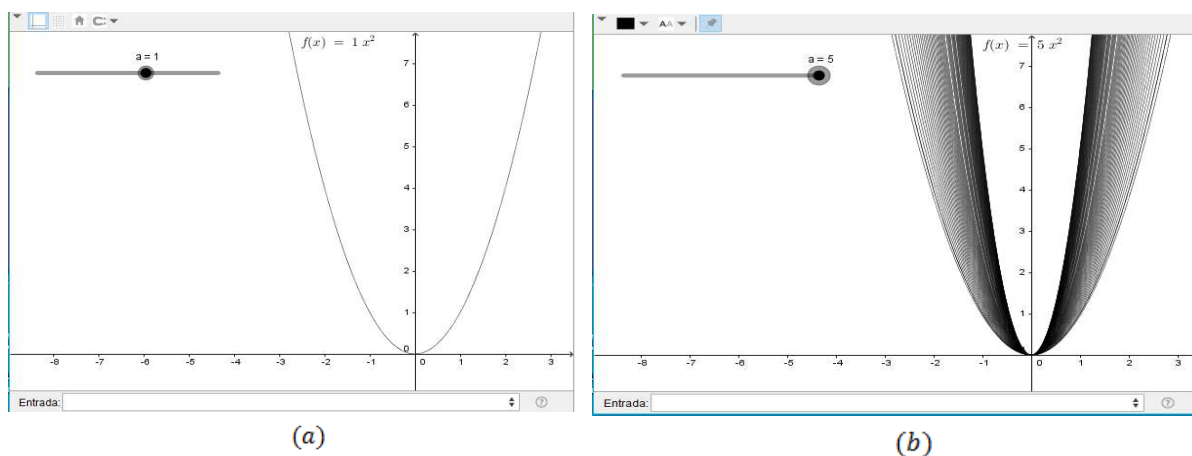 a = 1
f(x) = 1 x²
7
6
5
4
3
2
1
0
-8 -7 -6 -5 -4 -3 -2 -1 0 1 2 3
Entrada:
(a)
AA
a = 5
f(x) = 5 x²
7
6
5
4
3
2
1
0
-8 -7 -6 -5 -4 -3 -2 -1 0 1 2 3
Entrada:
(b)